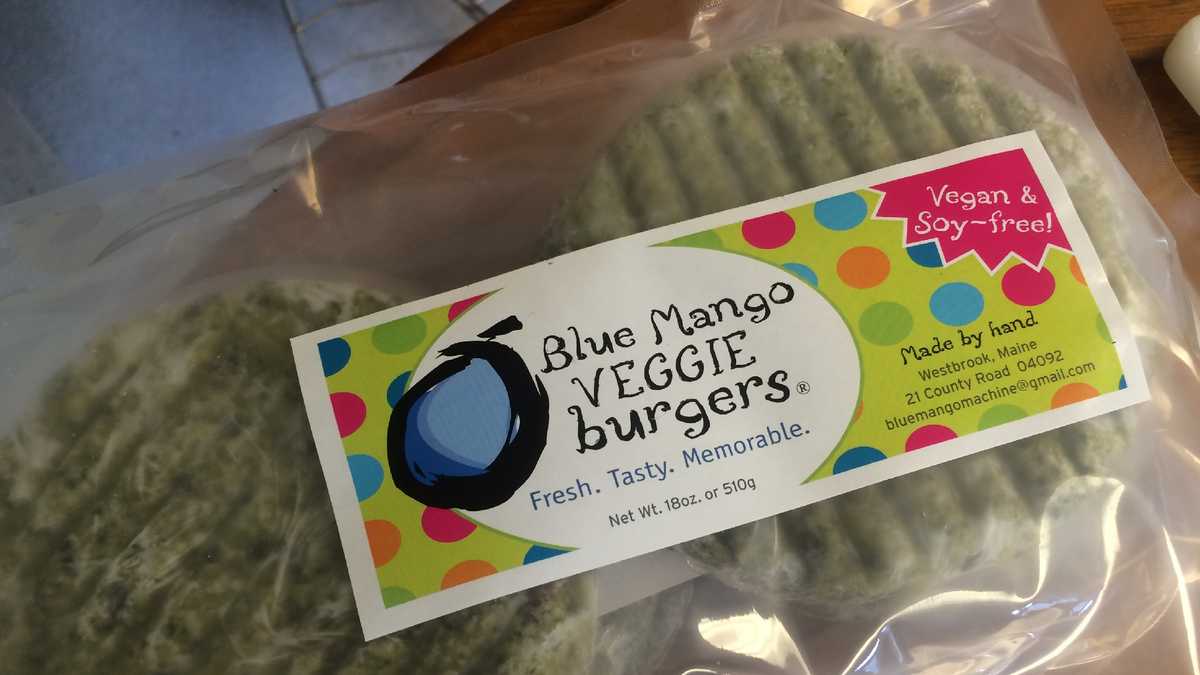 Blue Mango
VEGGIE
burgers®
Fresh. Tasty. Memorable.
Net Wt. 18oz. or 510g
Vegan &
Soy-free!
Made by hand
Westbrook, Maine
21 County Road 04092
bluemangomachine@gmail.com